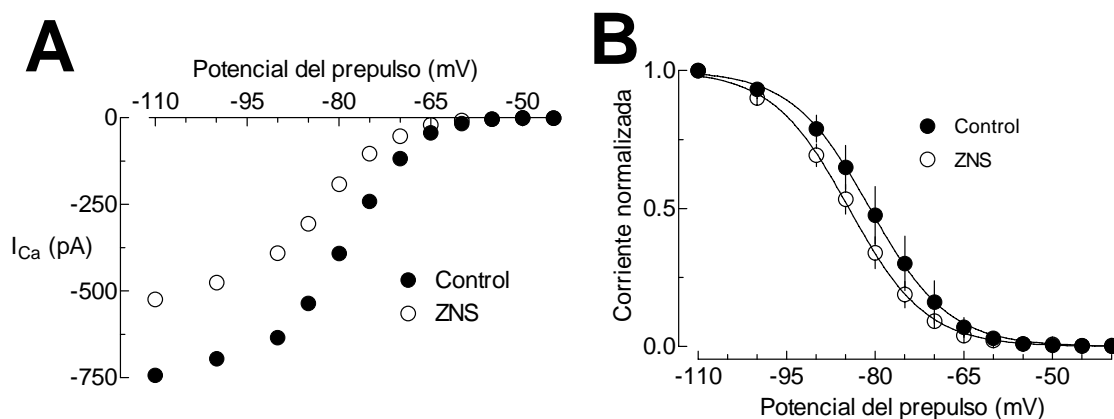 A
Potencial del prepulso (mV)
-110 -95 -80 -65 -50
0
-250
-500
-750
ICa (pA)
Control
ZNS
B
Corriente normalizada
1.0
0.5
0.0
Control
ZNS
-110 -95 -80 -65 -50
Potencial del prepulso (mV)